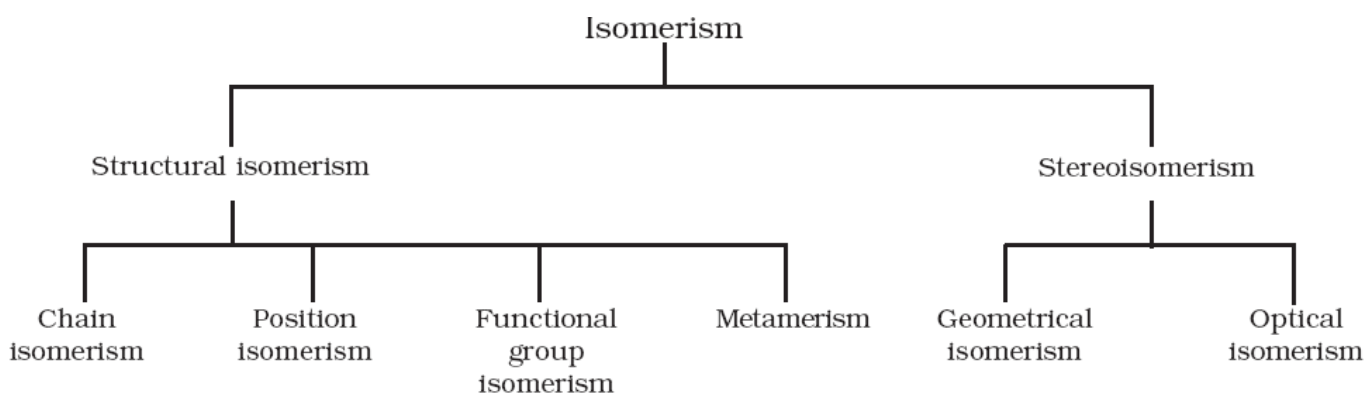 Isomerism
Structural isomerism
Stereoisomerism
Chain
isomerism
Position
isomerism
Functional
group
isomerism
Metamerism
Geometrical
isomerism
Optical
isomerism